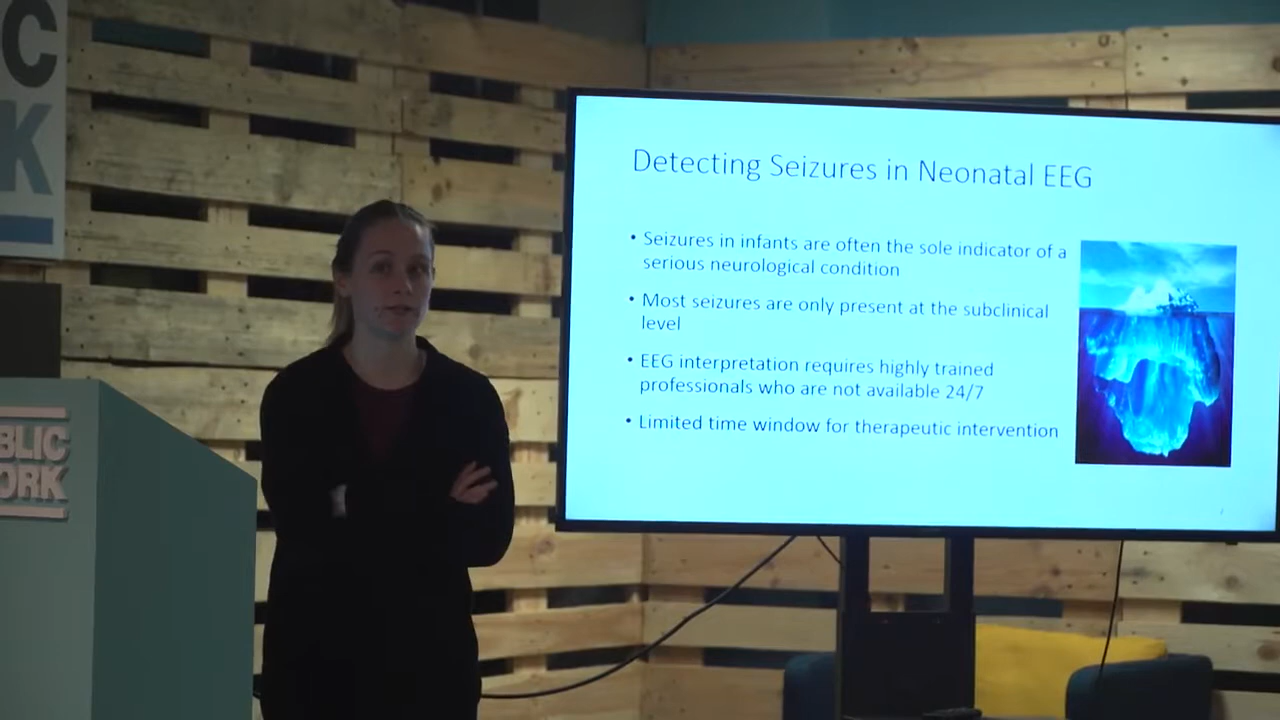 C
K
BLIC
ORK
Detecting Seizures in Neonatal EEG
• Seizures in infants are often the sole indicator of a
serious neurological condition
• Most seizures are only present at the subclinical
level
• EEG interpretation requires highly trained
professionals who are not available 24/7
• Limited time window for therapeutic intervention